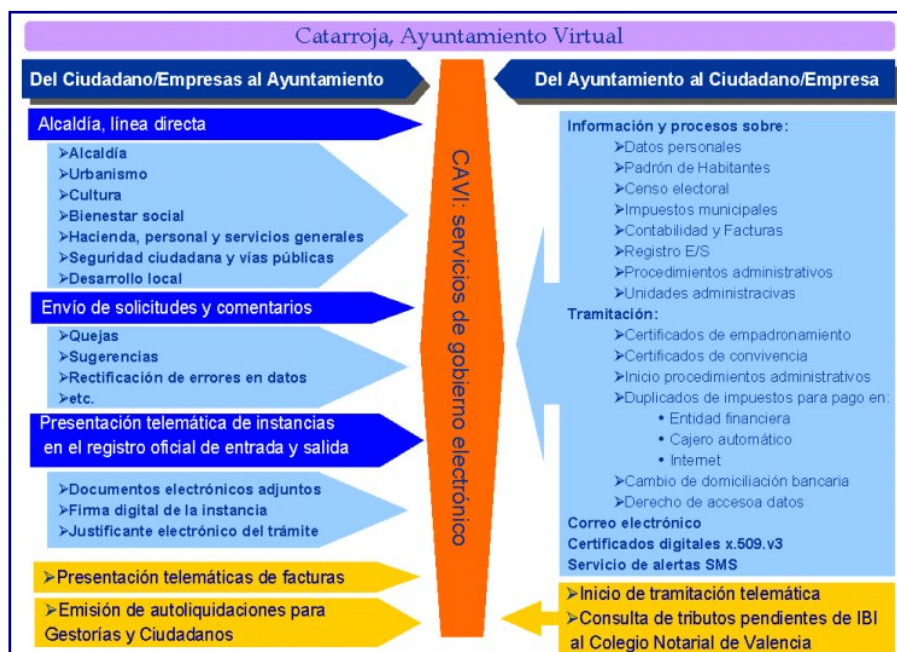 Catarroja, Ayuntamiento Virtual
Del Ciudadano/Empresas al Ayuntamiento
Alcaldía, línea directa
➢Alcaldía
➢Urbanismo
➢Cultura
➢Bienestar social
➢Hacienda, personal y servicios generales
➢Seguridad ciudadana y vías públicas
➢Desarrollo local
Envío de solicitudes y comentarios
➢Quejas
➢Sugerencias
➢Rectificación de errores en datos
➢etc.
Presentación telemática de instancias
en el registro oficial de entrada y salida
➢Documentos electrónicos adjuntos
➢Firma digital de la instancia
➢Justificante electrónico del trámite
➢Presentación telemáticas de facturas
➢Emisión de autoliquidaciones para
Gestorías y Ciudadanos
CAVI: servicios de gobierno electrónico
Del Ayuntamiento al Ciudadano/Empresa
Información y procesos sobre:
➢Datos personales
➢Padrón de Habitantes
➢Censo electoral
➢Impuestos municipales
➢Contabilidad y Facturas
➢Registro E/S
➢Procedimientos administrativos
➢Unidades administracivas
Tramitación:
➢Certificados de empadronamiento
➢Certificados de convivencia
➢Inicio procedimientos administrativos
➢Duplicados de impuestos para pago en:
• Entidad financiera
• Cajero automático
• Internet
➢Cambio de domiciliación bancaria
➢Derecho de accesoa datos
Correo electrónico
Certificados digitales x.509.v3
Servicio de alertas SMS
➢Inicio de tramitación telemática
➢Consulta de tributos pendientes de IBI
al Colegio Notarial de Valencia